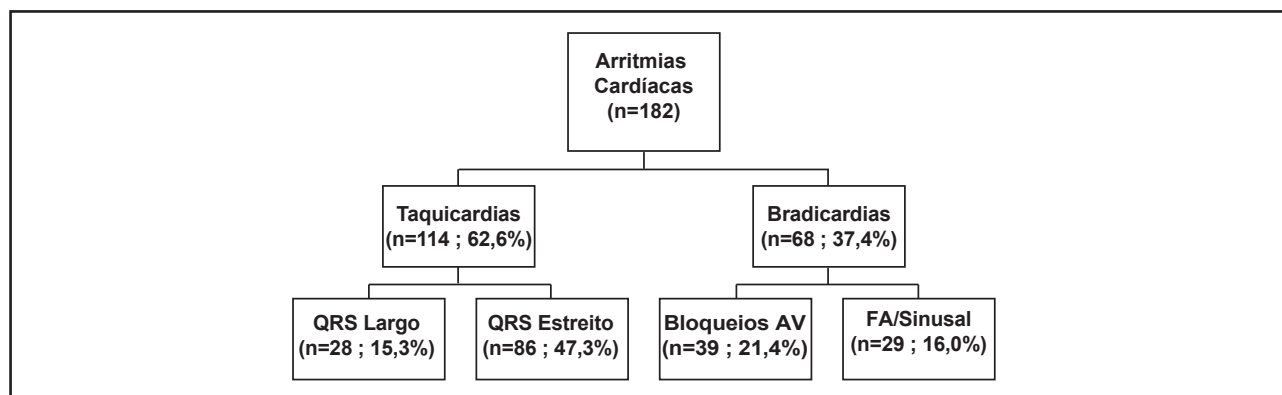 Arritmias
Cardíacas
(n=182)
Taquicardias
(n=114 ; 62,6%)
Bradicardias
(n=68 ; 37,4%)
QRS Largo
(n=28 ; 15,3%)
QRS Estreito
(n=86 ; 47,3%)
Bloqueios AV
(n=39 ; 21,4%)
FA/Sinusal
(n=29 ; 16,0%)